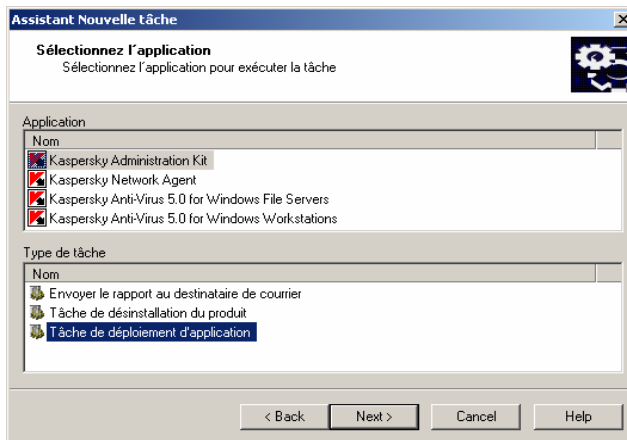 Assistant Nouvelle tâche
Sélectionnez l´application
Sélectionnez l´application pour exécuter la tâche
Application
Nom
Kaspersky Administration Kit
Kaspersky Network Agent
Kaspersky Anti-Virus 5.0 for Windows File Servers
Kaspersky Anti-Virus 5.0 for Windows Workstations
Type de tâche
Nom
Envoyer le rapport au destinataire de courrier
Tâche de désinstallation du produit
Tâche de déploiement d'application
< Back Next > Cancel Help